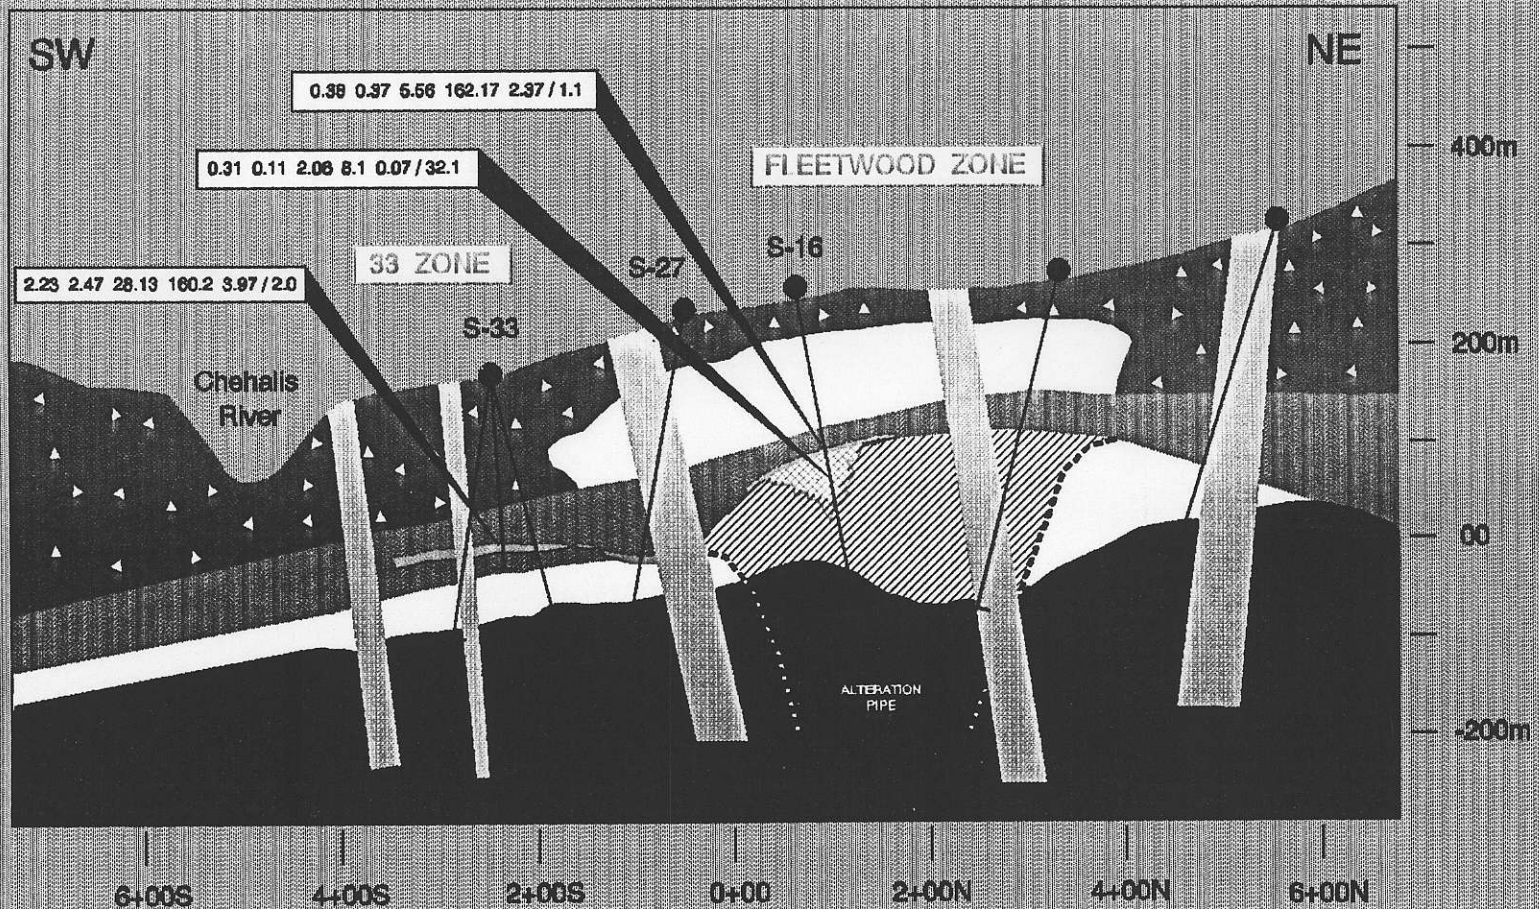 SW
NE
0.38 0.37 5.56 162.17 2.37 / 1.1
0.31 0.11 2.06 8.1 0.07 / 32.1
FLEETWOOD ZONE
400m
33 ZONE
S-27
S-16
2.23 2.47 28.13 160.2 3.97 / 2.0
S-33
200m
Chehalis
River
00
ALTERATION
PIPE
-200m
6+00S
4+00S
2+00S
0+00
2+00N
4+00N
6+00N